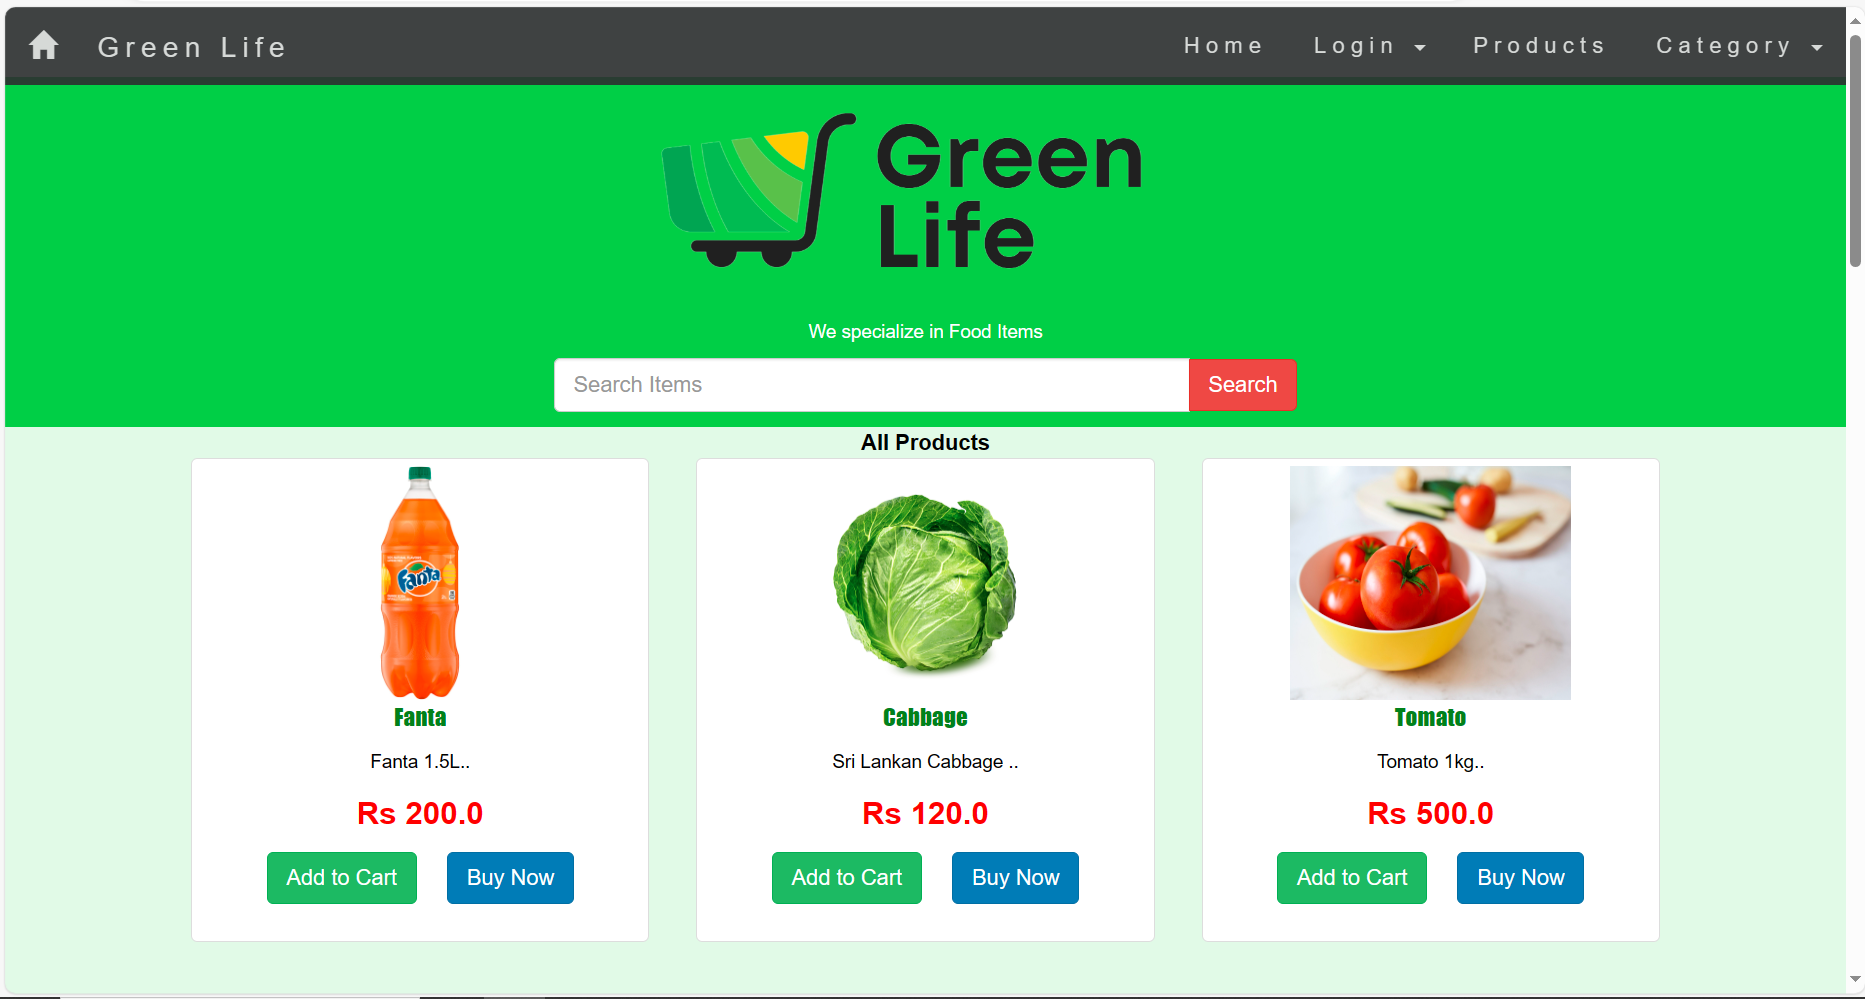 Green Life
Home Login Products Category
Green
Life
We specialize in Food Items
Search Items Search
All Products
Fanta
Fanta Cabbage Tomato
Fanta 1.5L.. Sri Lankan Cabbage .. Tomato 1kg..
Rs 200.0 Rs 120.0 Rs 500.0
Add to Cart Buy Now Add to Cart Buy Now Add to Cart Buy Now